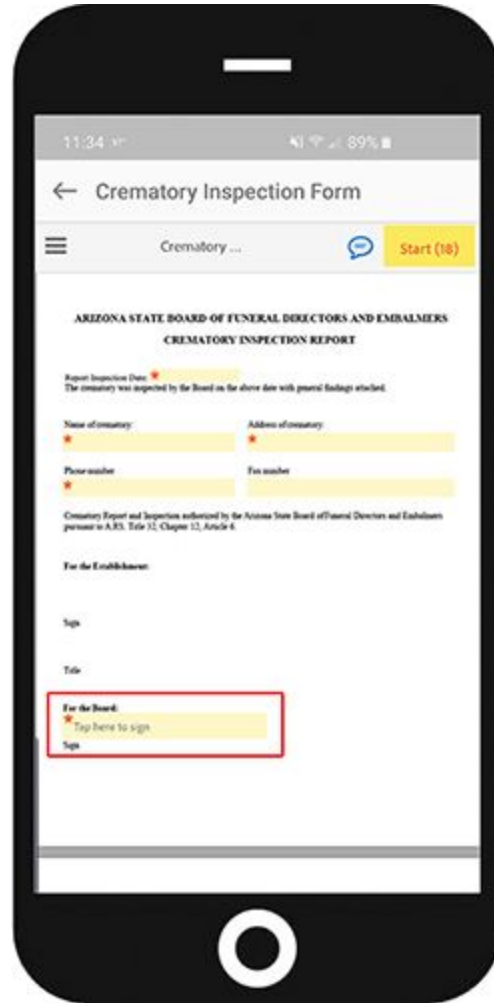 11:34 89%
Crematory Inspection Form
Crematory ...
Start (18)
ARIZONA STATE BOARD OF FUNERAL DIRECTORS AND EMBALMERS
CREMATORY INSPECTION REPORT
Report Inspection Date: *
The crematory was inspected by the Board on the above date with general findings attached.
Name of crematory: Address of crematory:
* *
Phone number Fax number
*
Crematory Report and Inspection authorized by the Arizona State Board of Funeral Directors and Embalmers
pursuant to A.RS. Title 32, Chapter 12, Article 6.
For the Establishment:
Sign
Title
For the Board:
* Tap here to sign
Sign